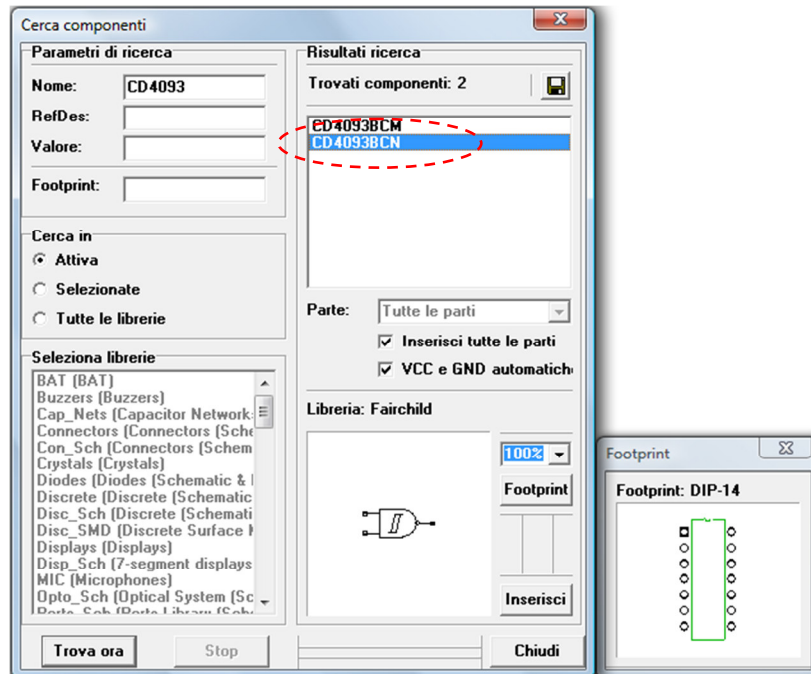 Cerca componenti
Parametri di ricerca
Nome: CD4093
RefDes:
Valore:
Footprint:
Cerca in
Attiva
Selezionate
Tutte le librerie
Seleziona librerie
BAT (BAT)
Buzzers (Buzzers)
Cap_Nets (Capacitor Network
Connectors (Connectors (Sche
Con_Sch (Connectors (Schem
Crystals (Crystals)
Diodes (Diodes (Schematic &
Discrete (Discrete (Schematic
Disc_Sch (Discrete (Schemati
Disc_SMD (Discrete Surface
Displays (Displays)
Disp_Sch (7-segment displays
MIC (Microphones)
Opto_Sch (Optical System (Sc
Trova ora
Stop
Risultati ricerca
Trovati componenti: 2
CD4093BCM
CD4093BCN
Parte: Tutte le parti
Inserisci tutte le parti
VCC e GND automatich
Libreria: Fairchild
100%
Footprint
Inserisci
Chiudi
Footprint
Footprint: DIP-14